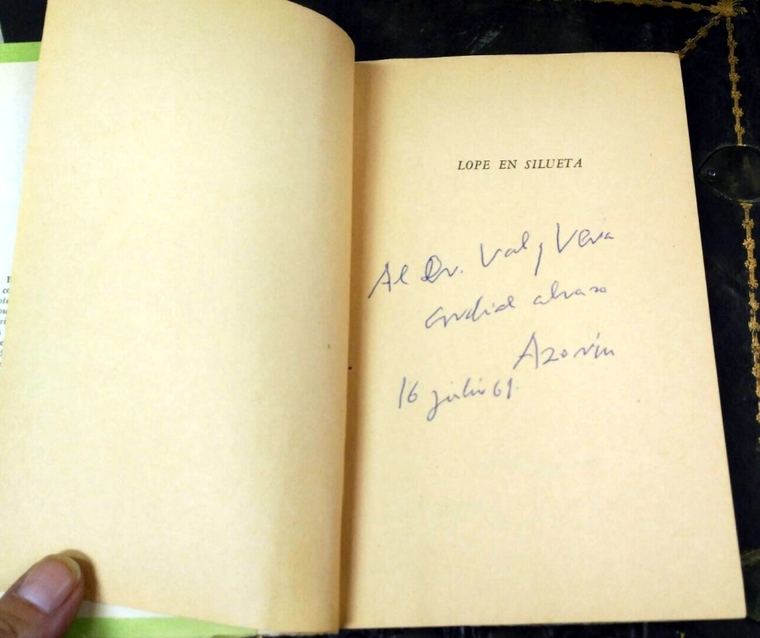 LOPE EN SILUETA
Al Dr. Val y Vera
cordial abrazo
Azorín
16 julio 61.